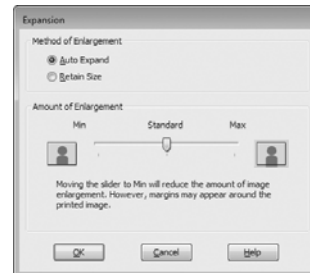 Expansion
Method of Enlargement
Auto Expand
Retain Size
Amount of Enlargement
Min Standard Max
Moving the slider to Min will reduce the amount of image
enlargement. However, margins may appear around the
printed image.
OK Cancel Help